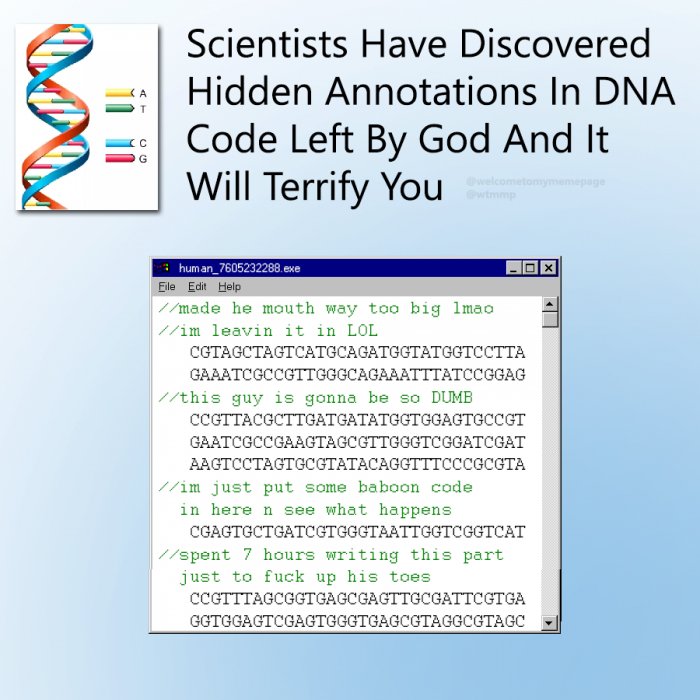 Scientists Have Discovered
Hidden Annotations In DNA
Code Left By God And It
Will Terrify You
@welcometomymemepage
@wtmmp
A
T
C
G
human_7605232288.exe
File Edit Help
//made he mouth way too big lmao
//im leavin it in LOL
CGTAGCTAGTCATGCAGATGGTATGGTCCTTA
GAAATCGCCGTTGGGCAGAAATTTATCCGGAG
//this guy is gonna be so DUMB
CCGTTACGCTTGATGATATGGTGGAGTGCCGT
GAATCGCCGAAGTAGCGTTGGGTCGGATCGAT
AAGTCCTAGTGCGTATACAGGTTTCCCGCGTA
//im just put some baboon code
in here n see what happens
CGAGTGCTGATCGTGGGTAATTGGTCGGTCAT
//spent 7 hours writing this part
just to fuck up his toes
CCGTTTAGCGGTGAGCGAGTTGCGATTCGTGA
GGTGGAGTCGAGTGGGTGAGCGTAGGCGTAGC